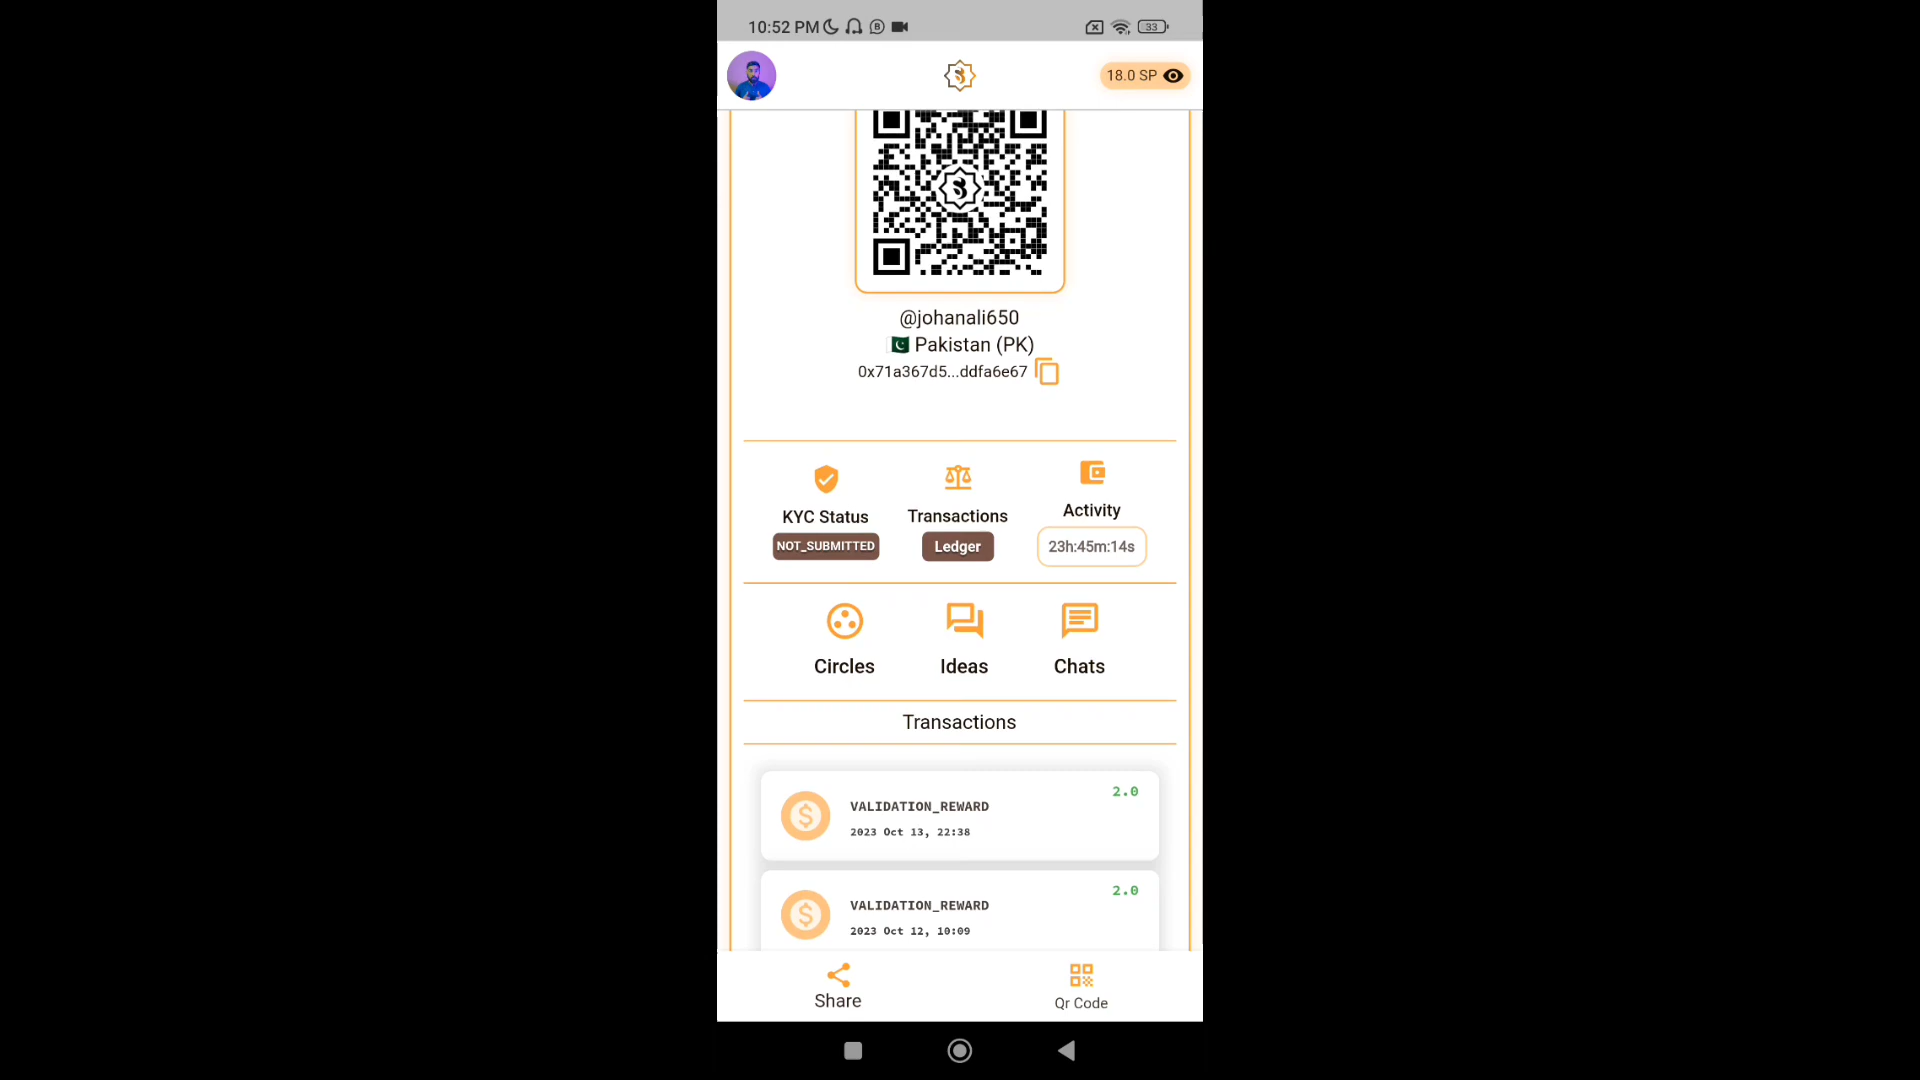 10:52 PM
33
18.0 SP
@johanali650
Pakistan (PK)
0x71a367d5...ddfa6e67
KYC Status
NOT_SUBMITTED
Transactions
Ledger
Activity
23h:45m:14s
Circles
Ideas
Chats
Transactions
2.0
VALIDATION_REWARD
2023 Oct 13, 22:38
2.0
VALIDATION_REWARD
2023 Oct 12, 10:09
Share
Qr Code